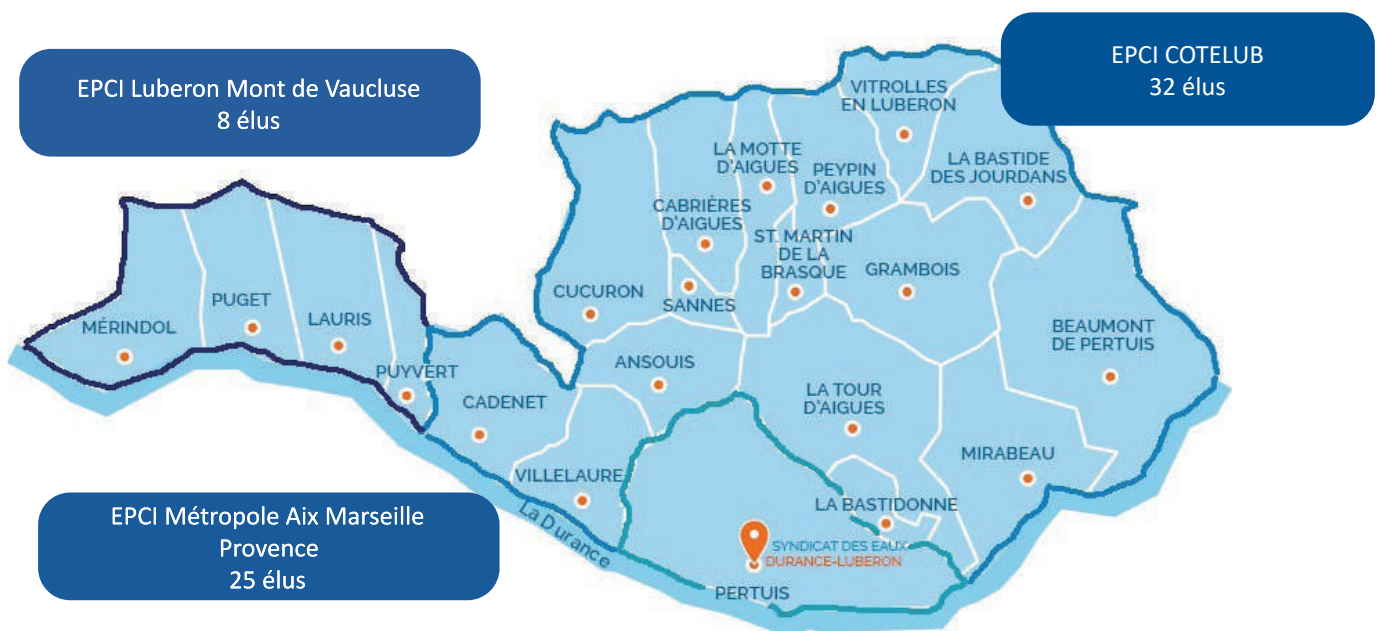 EPCI Luberon Mont de Vaucluse
8 élus
EPCI COTELUB
32 élus
VITROLLES
EN LUBERON
LA MOTTE
D'AIGUES
PEYPIN
D'AIGUES
LA BASTIDE
DES JOURDANS
CABRIÈRES
D'AIGUES
ST. MARTIN
DE LA
BRASQUE
GRAMBOIS
CUCURON
SANNES
PUGET
LAURIS
MÉRINDOL
BEAUMONT
DE PERTUIS
PUYVERT
ANSOUIS
CADENET
LA TOUR
D'AIGUES
MIRABEAU
VILLELAURE
LA BASTIDONNE
La Durance
EPCI Métropole Aix Marseille
Provence
25 élus
SYNDICAT DES EAUX
DURANCE-LUBERON
PERTUIS